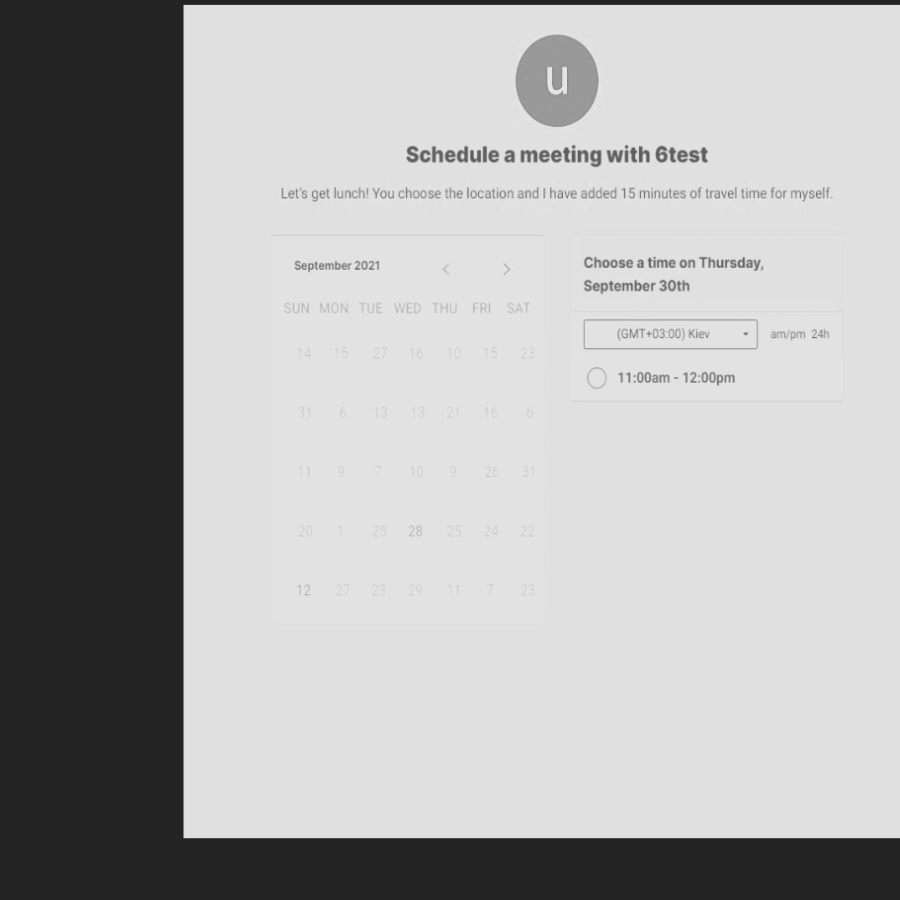 u
Schedule a meeting with 6test
Let's get lunch! You choose the location and I have added 15 minutes of travel time for myself.
September 2021
SUN MON TUE WED THU FRI SAT
14 15 27 16 10 15 23
31 6 13 13 21 16 6
11 9 7 10 9 26 31
20 1 25 28 25 24 22
12 27 23 29 11 7 23
Choose a time on Thursday,
September 30th
(GMT+03:00) Kiev am/pm 24h
11:00am - 12:00pm